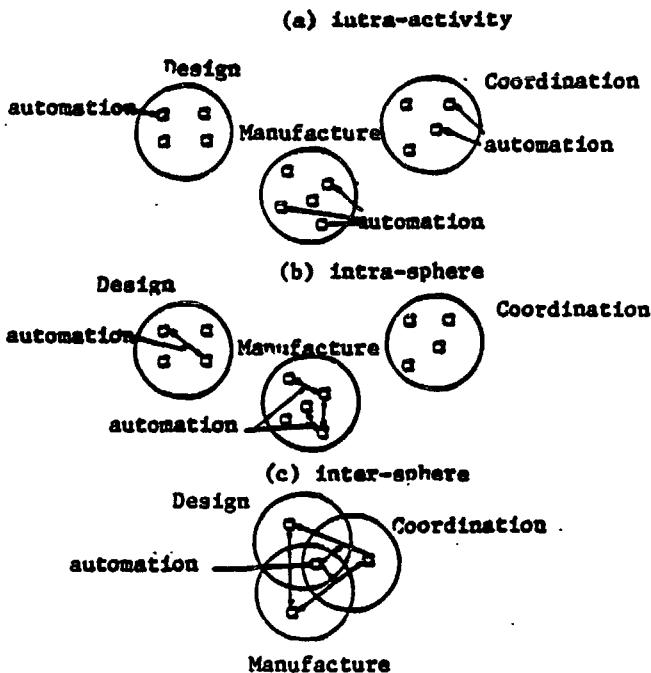 (a) intra-activity
Design
Coordination
automation
Manufacture
automation
automation
(b) intra-sphere
Design
Coordination
automation
Manufacture
automation
(c) inter-sphere
Design
Coordination
automation
Manufacture